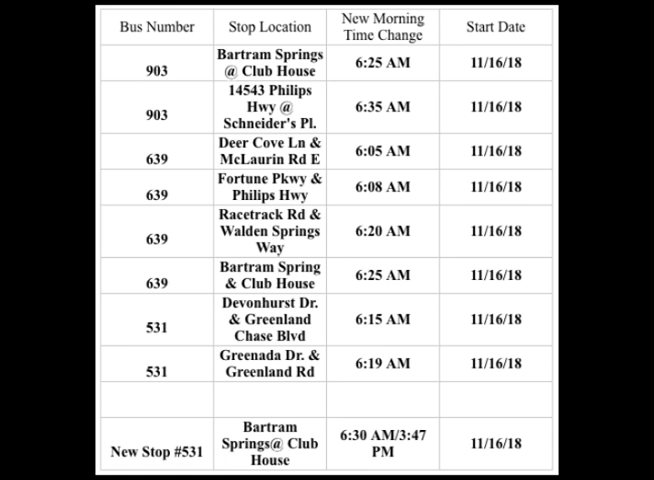 Bus Number Stop Location New Morning Time Change Start Date
903 Bartram Springs @ Club House 6:25 AM 11/16/18
903 14543 Philips Hwy @ Schneider's Pl. 6:35 AM 11/16/18
639 Deer Cove Ln & McLaurin Rd E 6:05 AM 11/16/18
639 Fortune Pkwy & Philips Hwy 6:08 AM 11/16/18
639 Racetrack Rd & Walden Springs Way 6:20 AM 11/16/18
639 Bartram Spring & Club House 6:25 AM 11/16/18
531 Devonhurst Dr. & Greenland Chase Blvd 6:15 AM 11/16/18
531 Greenada Dr. & Greenland Rd 6:19 AM 11/16/18
New Stop #531 Bartram Springs@ Club House 6:30 AM/3:47 PM 11/16/18